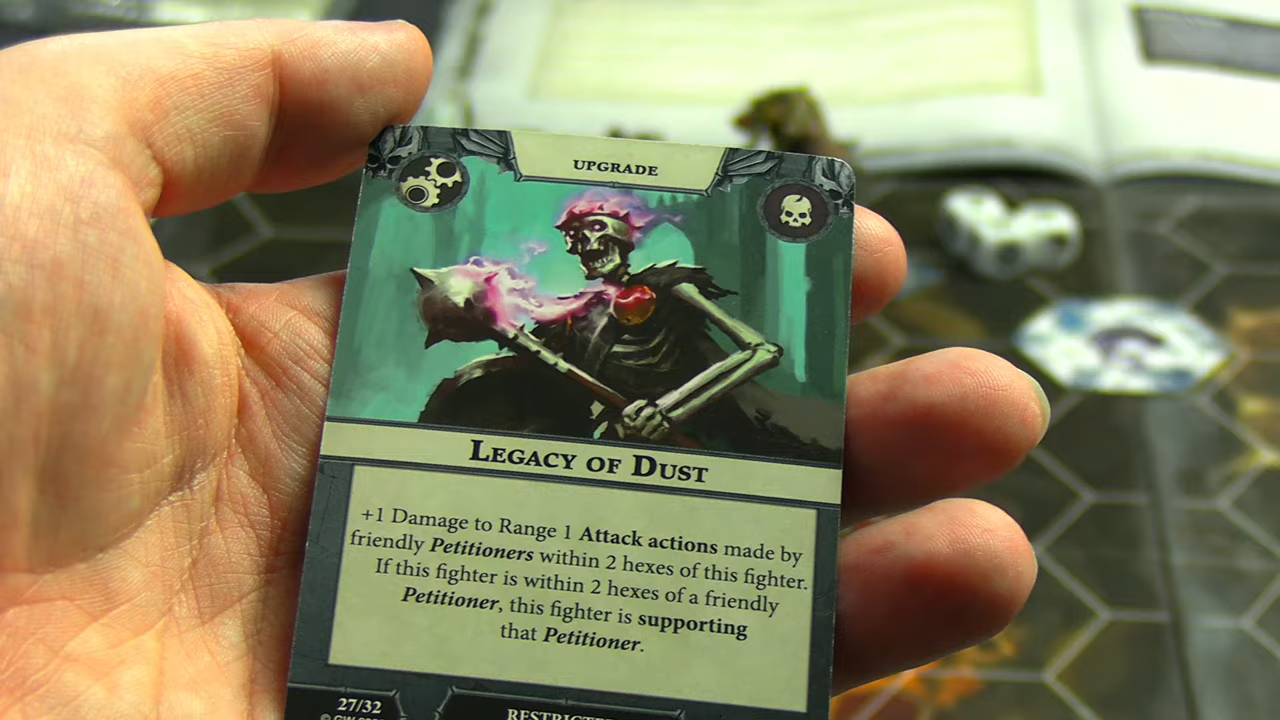 UPGRADE
LEGACY OF DUST
+1 Damage to Range 1 Attack actions made by
friendly Petitioners within 2 hexes of this fighter.
If this fighter is within 2 hexes of a friendly
Petitioner, this fighter is supporting
that Petitioner.
27/32
© GW